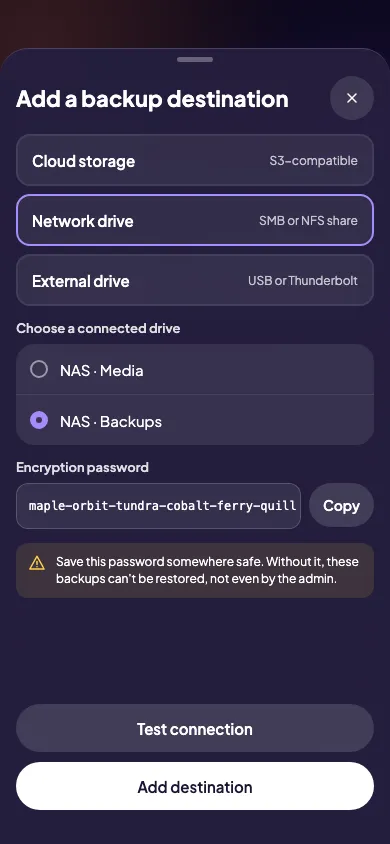 Add a backup destination
Cloud storage S3-compatible
Network drive SMB or NFS share
External drive USB or Thunderbolt
Choose a connected drive
NAS · Media
NAS · Backups
Encryption password
maple-orbit-tundra-cobalt-ferry-quill Copy
Save this password somewhere safe. Without it, these
backups can't be restored, not even by the admin.
Test connection
Add destination